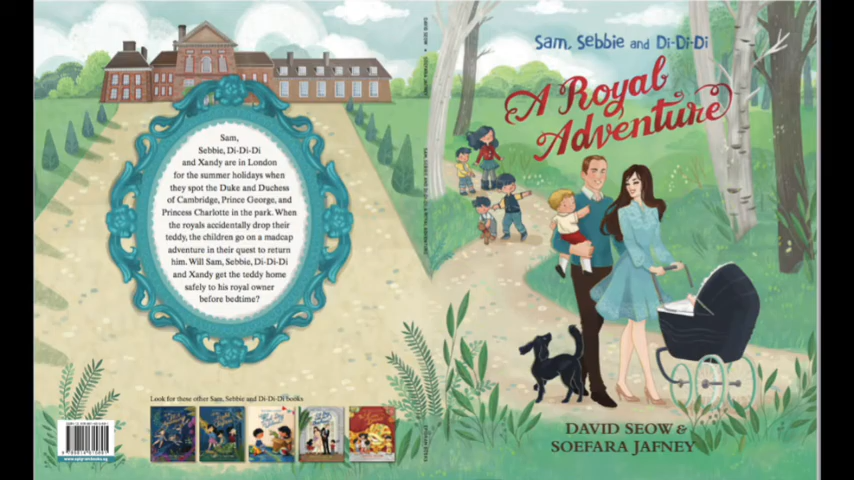 Sam,
Sebbie, Di-Di-Di
and Xandy are in London
for the summer holidays when
they spot the Duke and Duchess
of Cambridge, Prince George, and
Princess Charlotte in the park. When
the royals accidentally drop their
teddy, the children go on a madcap
adventure in their quest to return
him. Will Sam, Sebbie, Di-Di-Di
and Xandy get the teddy home
safely to his royal owner
before bedtime?
Look for these other Sam, Sebbie and Di-Di-Di books
Sam, Sebbie and Di-Di-Di
A Royal
Adventure
DAVID SEOW &
SOEFARA JAFNEY